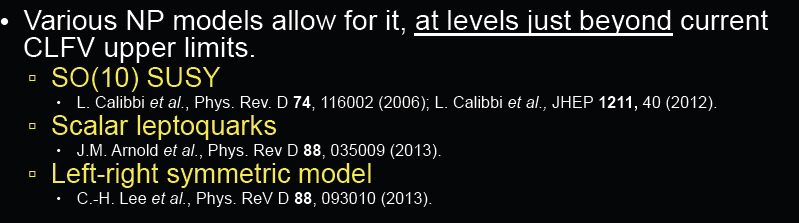 • Various NP models allow for it, at levels just beyond current
CLFV upper limits.
▫ SO(10) SUSY
• L. Calibbi et al., Phys. Rev. D 74, 116002 (2006); L. Calibbi et al., JHEP 1211, 40 (2012).
▫ Scalar leptoquarks
• J.M. Arnold et al., Phys. Rev D 88, 035009 (2013).
▫ Left-right symmetric model
• C.-H. Lee et al., Phys. ReV D 88, 093010 (2013).